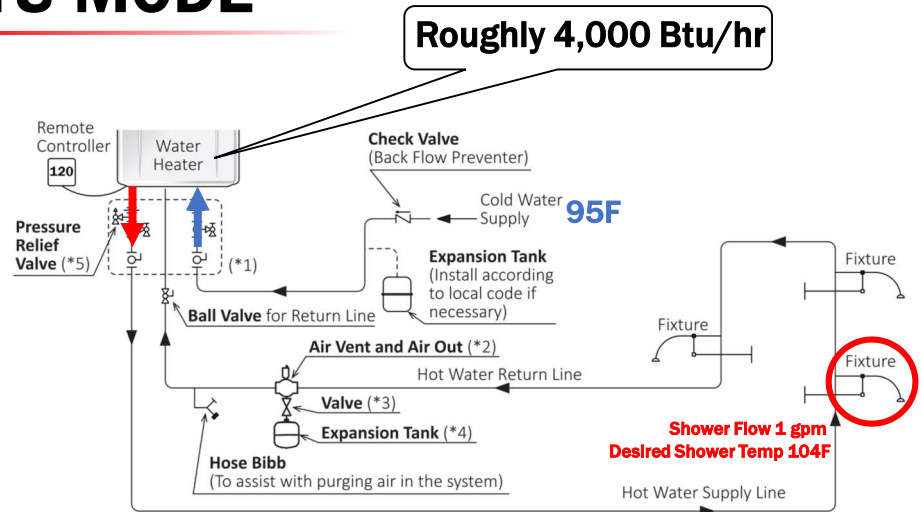 Roughly 4,000 Btu/hr
Remote
Controller
120
Water
Heater
Check Valve
(Back Flow Preventer)
Cold Water
Supply
95F
Pressure
Relief
Valve (*5)
(*1)
Expansion Tank
(Install according
to local code if
necessary)
Ball Valve for Return Line
Fixture
Fixture
Air Vent and Air Out (*2)
Hot Water Return Line
Fixture
Valve (*3)
Expansion Tank (*4)
Shower Flow 1 gpm
Desired Shower Temp 104F
Hose Bibb
(To assist with purging air in the system)
Hot Water Supply Line